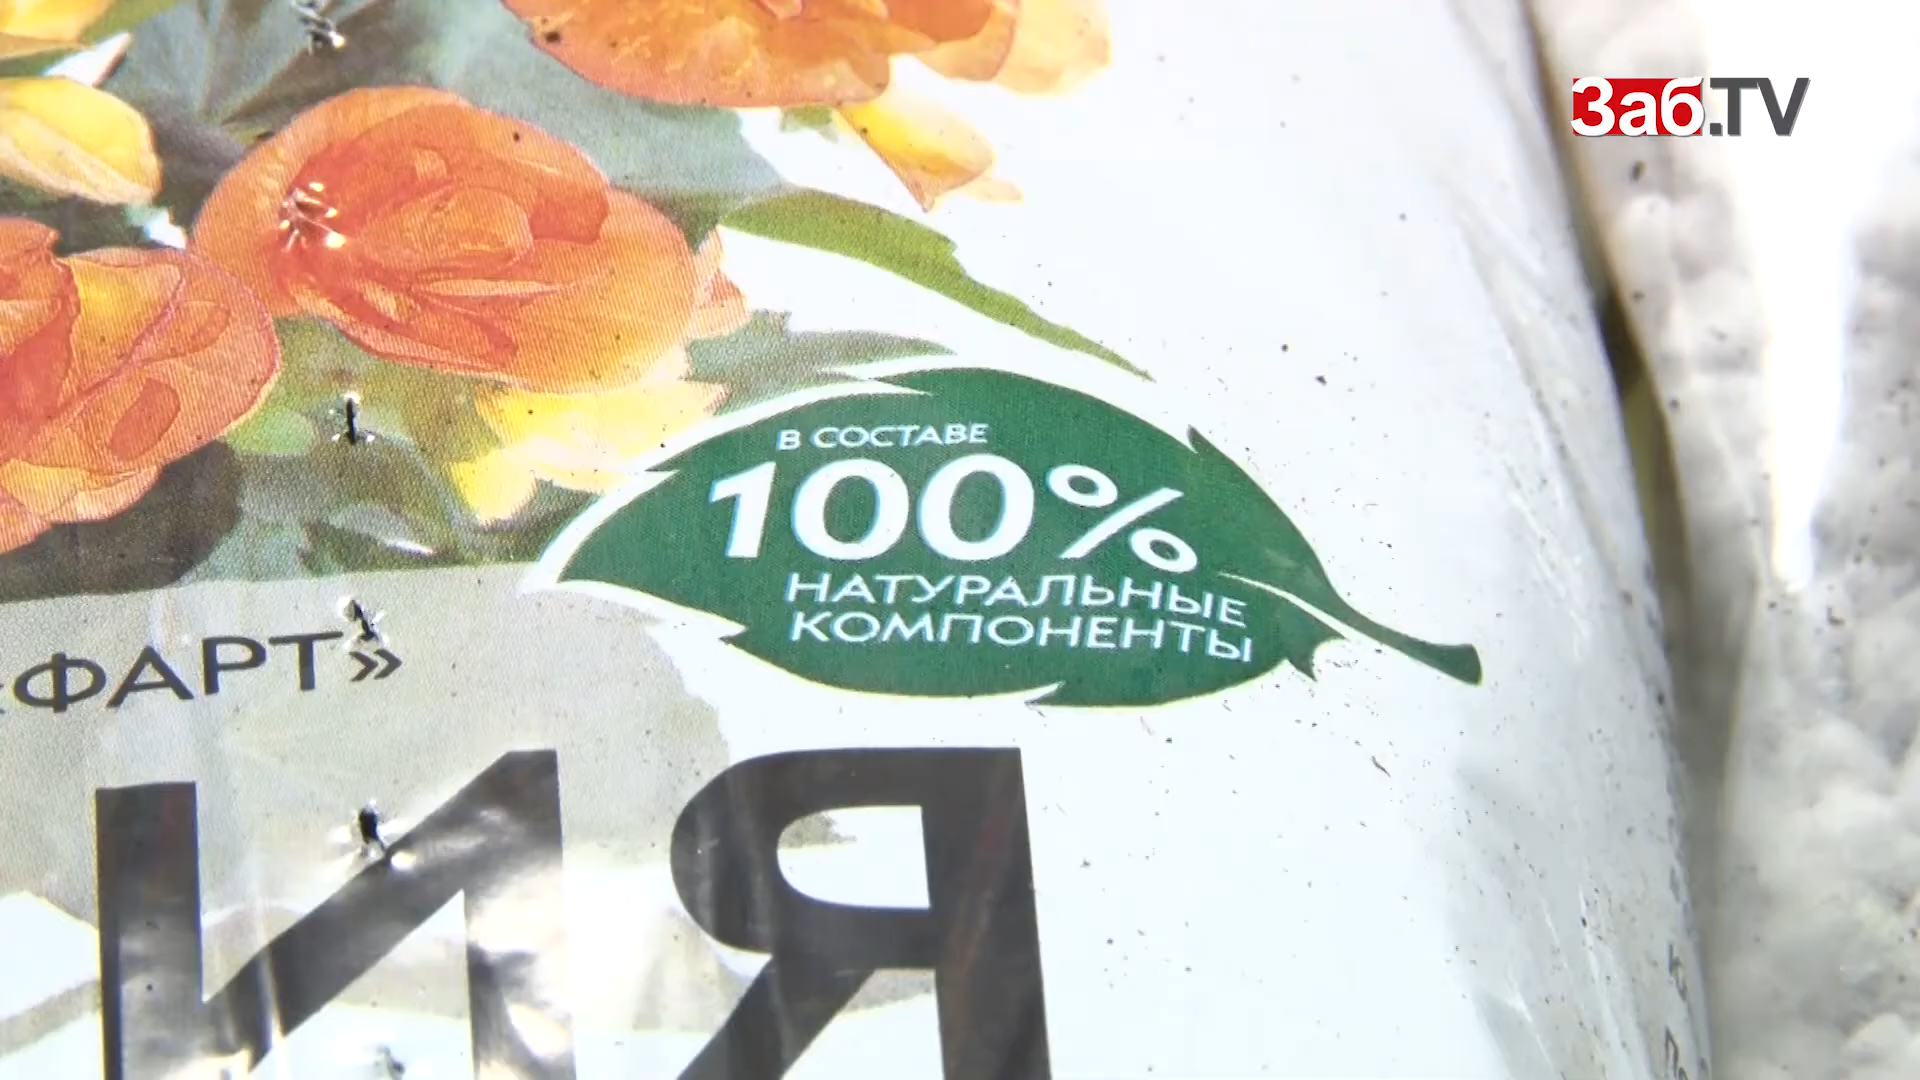 Заб.TV
В СОСТАВЕ
100%
НАТУРАЛЬНЫЕ
КОМПОНЕНТЫ
«ФАРТ»
ИЯ